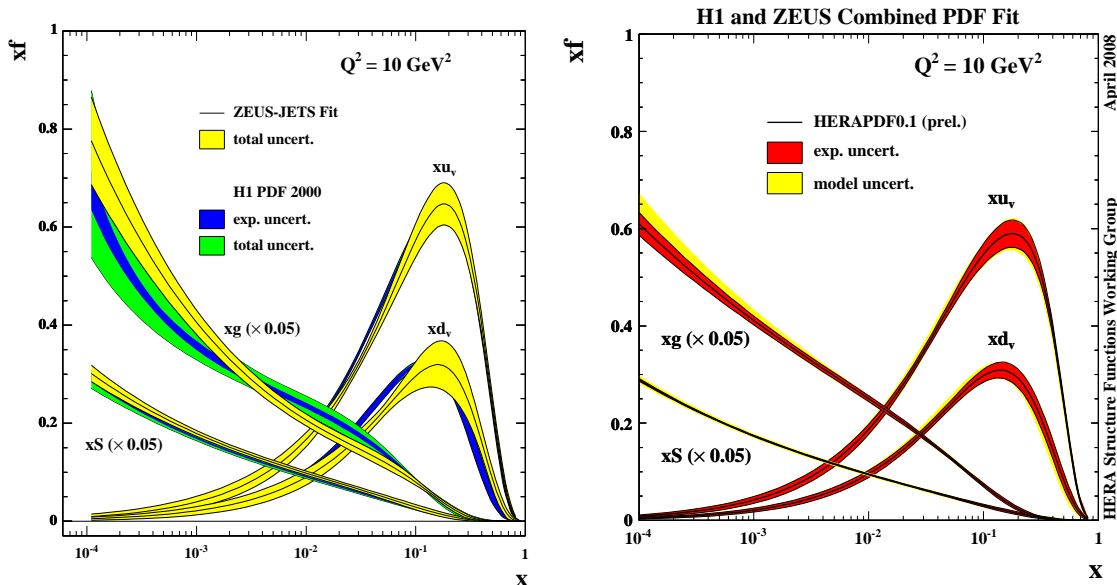 xf
1
0.8
0.6
0.4
0.2
0
Q² = 10 GeV²
ZEUS-JETS Fit
total uncert.
H1 PDF 2000
exp. uncert.
total uncert.
xuᵥ
xdᵥ
xg (× 0.05)
xS (× 0.05)
10⁻⁴
10⁻³
10⁻²
10⁻¹
1
x
H1 and ZEUS Combined PDF Fit
xf
1
0.8
0.6
0.4
0.2
0
Q² = 10 GeV²
HERAPDF0.1 (prel.)
exp. uncert.
model uncert.
xuᵥ
xdᵥ
xg (× 0.05)
xS (× 0.05)
10⁻⁴
10⁻³
10⁻²
10⁻¹
1
x
HERA Structure Functions Working Group
April 2008